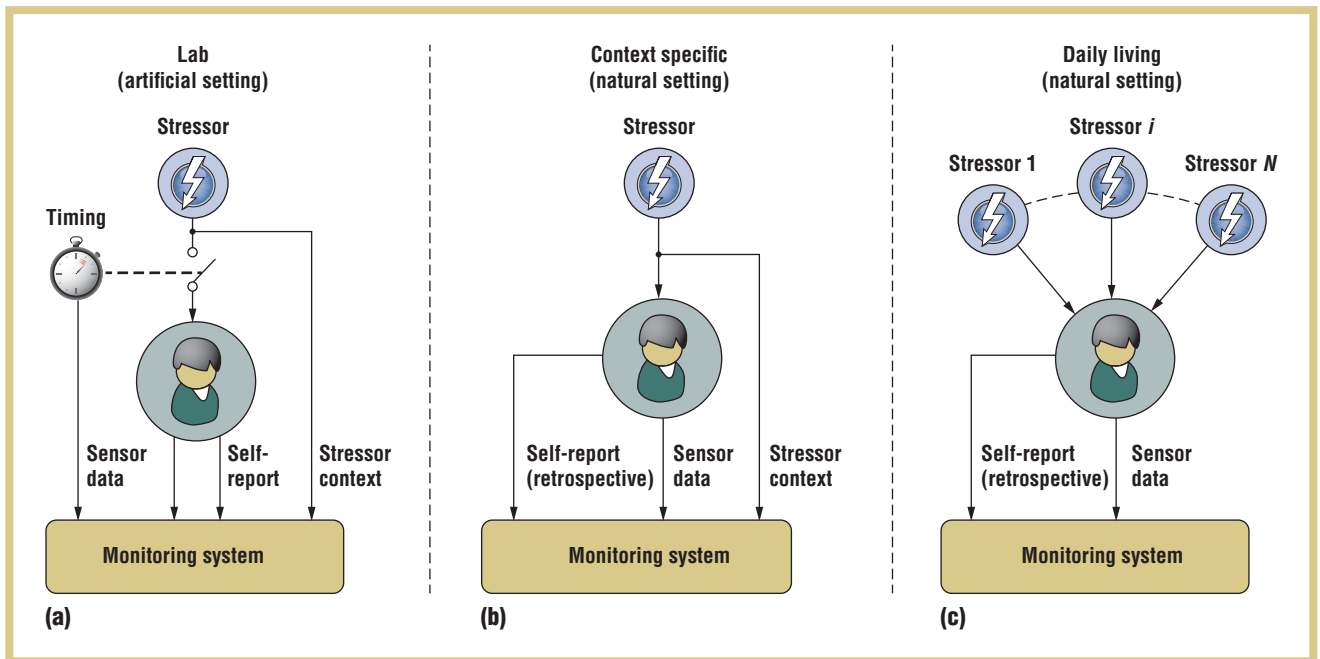 Lab
(artificial setting)
Stressor
Timing
Sensor
data
Self-
report
Stressor
context
Monitoring system
(a)
Context specific
(natural setting)
Stressor
Self-report
(retrospective)
Sensor
data
Stressor
context
Monitoring system
(b)
Daily living
(natural setting)
Stressor i
Stressor 1
Stressor N
Self-report
(retrospective)
Sensor
data
Monitoring system
(c)